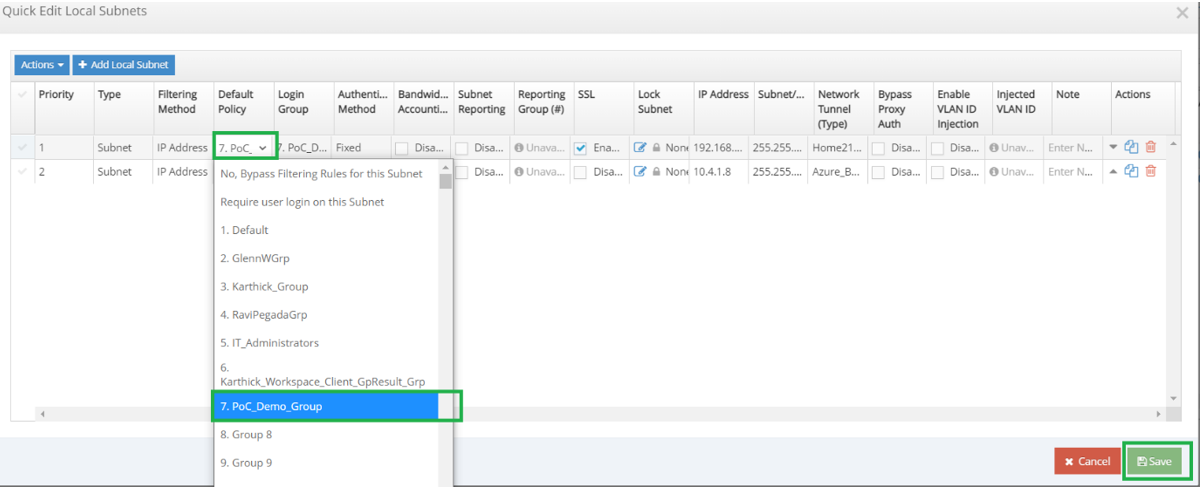 Quick Edit Local Subnets
Actions
Add Local Subnet
Priority Type Filtering Method Default Policy Login Group Authenti... Method Bandwid... Accounti... Subnet Reporting Reporting Group (#) SSL Lock Subnet IP Address Subnet/... Network Tunnel (Type) Bypass Proxy Auth Enable VLAN ID Injection Injected VLAN ID Note Actions
1 Subnet IP Address 7. PoC_ 7. PoC_D... Fixed Disa... Disa... Unava... Ena... None 192.168.... 255.255.... Home21... Disa... Disa... Unav... Enter N...
2 Subnet IP Address Disa... Unava... Disa... None 10.4.1.8 255.255.... Azure_B... Disa... Disa... Unav... Enter N...
No, Bypass Filtering Rules for this Subnet
Require user login on this Subnet
1. Default
2. GlennWGrp
3. Karthick_Group
4. RaviPegadaGrp
5. IT_Administrators
6.
Karthick_Workspace_Client_GpResult_Grp
7. PoC_Demo_Group
8. Group 8
9. Group 9
Cancel
Save